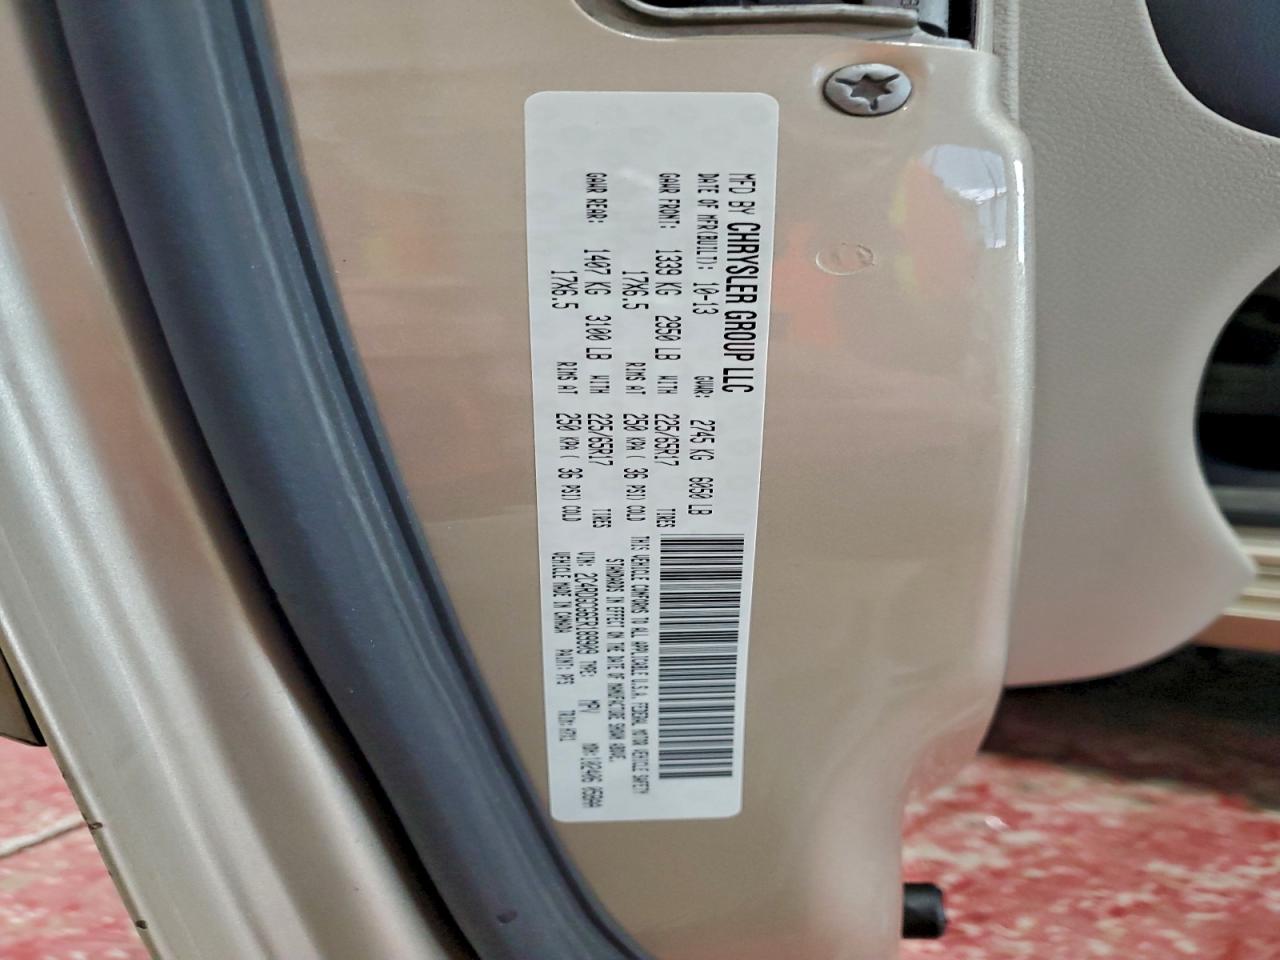 MFD BY CHRYSLER GROUP LLC
DATE OF MFR(BUILT): 10-13 GVWR: 2745 KG 6050 LB
GAWR FRONT: 1339 KG 2950 LB WITH 225/65R17 TIRES
17X6.5 RIMS AT 250 KPA( 36 PSI) COLD
GAWR REAR: 1407 KG 3100 LB WITH 225/65R17 TIRES
17X6.5 RIMS AT 250 KPA( 36 PSI) COLD
THIS VEHICLE CONFORMS TO ALL APPLICABLE U.S.A. FEDERAL MOTOR VEHICLE SAFETY
STANDARDS IN EFFECT ON THE DATE OF MANUFACTURE SHOWN ABOVE.
VIN: 2C4RDGCG6ER188909 TYPE: MPV
VEHICLE MADE IN CANADA PAINT: PFS TRIM: